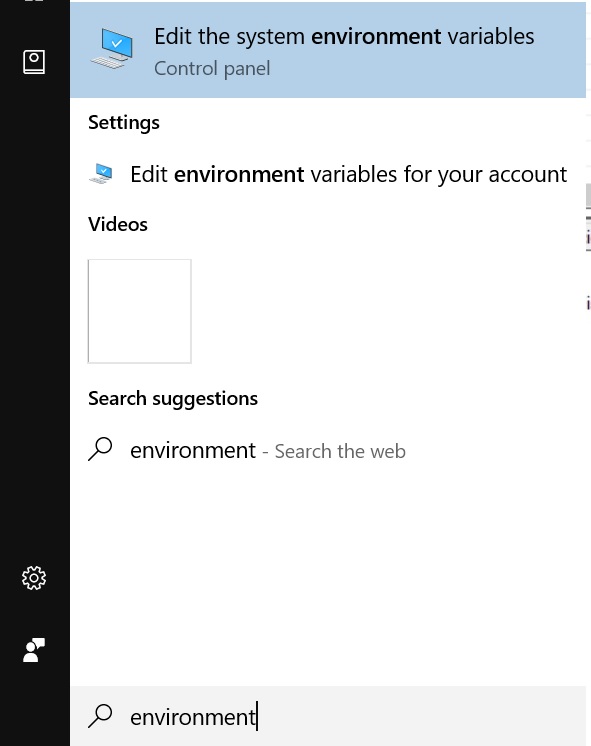 Edit the system environment variables
Control panel
Settings
Edit environment variables for your account
Videos
Search suggestions
environment - Search the web
environment